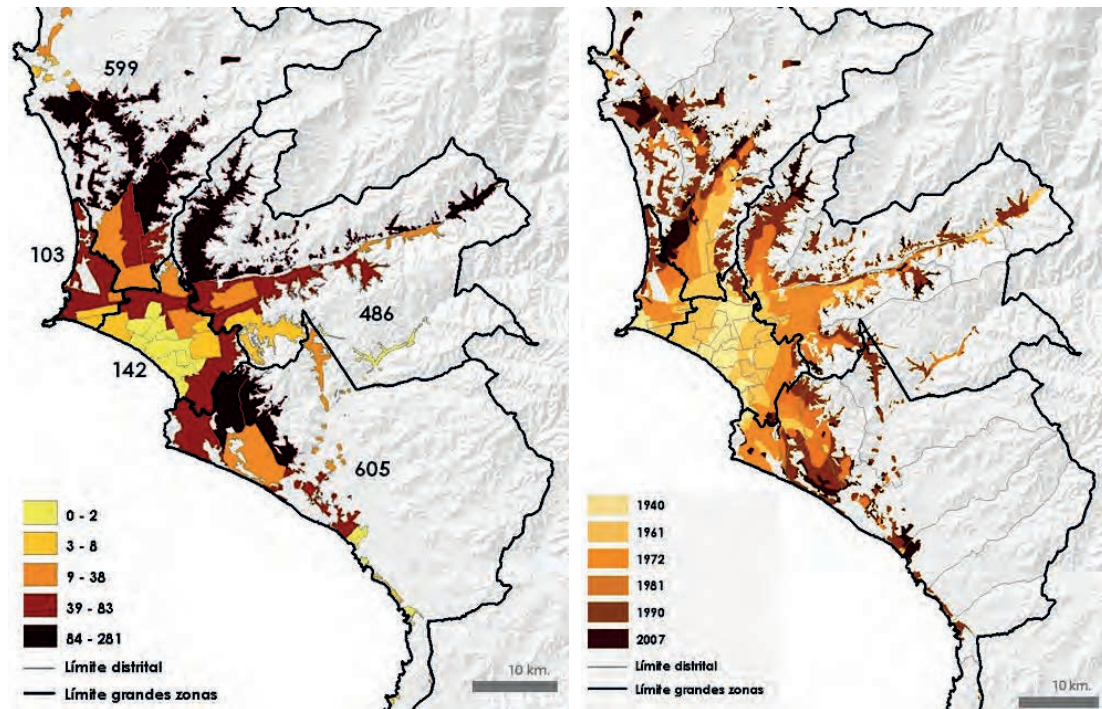 599
103
486
142
605
0 - 2
3 - 8
9 - 38
39 - 83
84 - 281
Límite distrital
Límite grandes zonas
10 km.
1940
1961
1972
1981
1990
2007
Límite distrital
Límite grandes zonas
10 km.